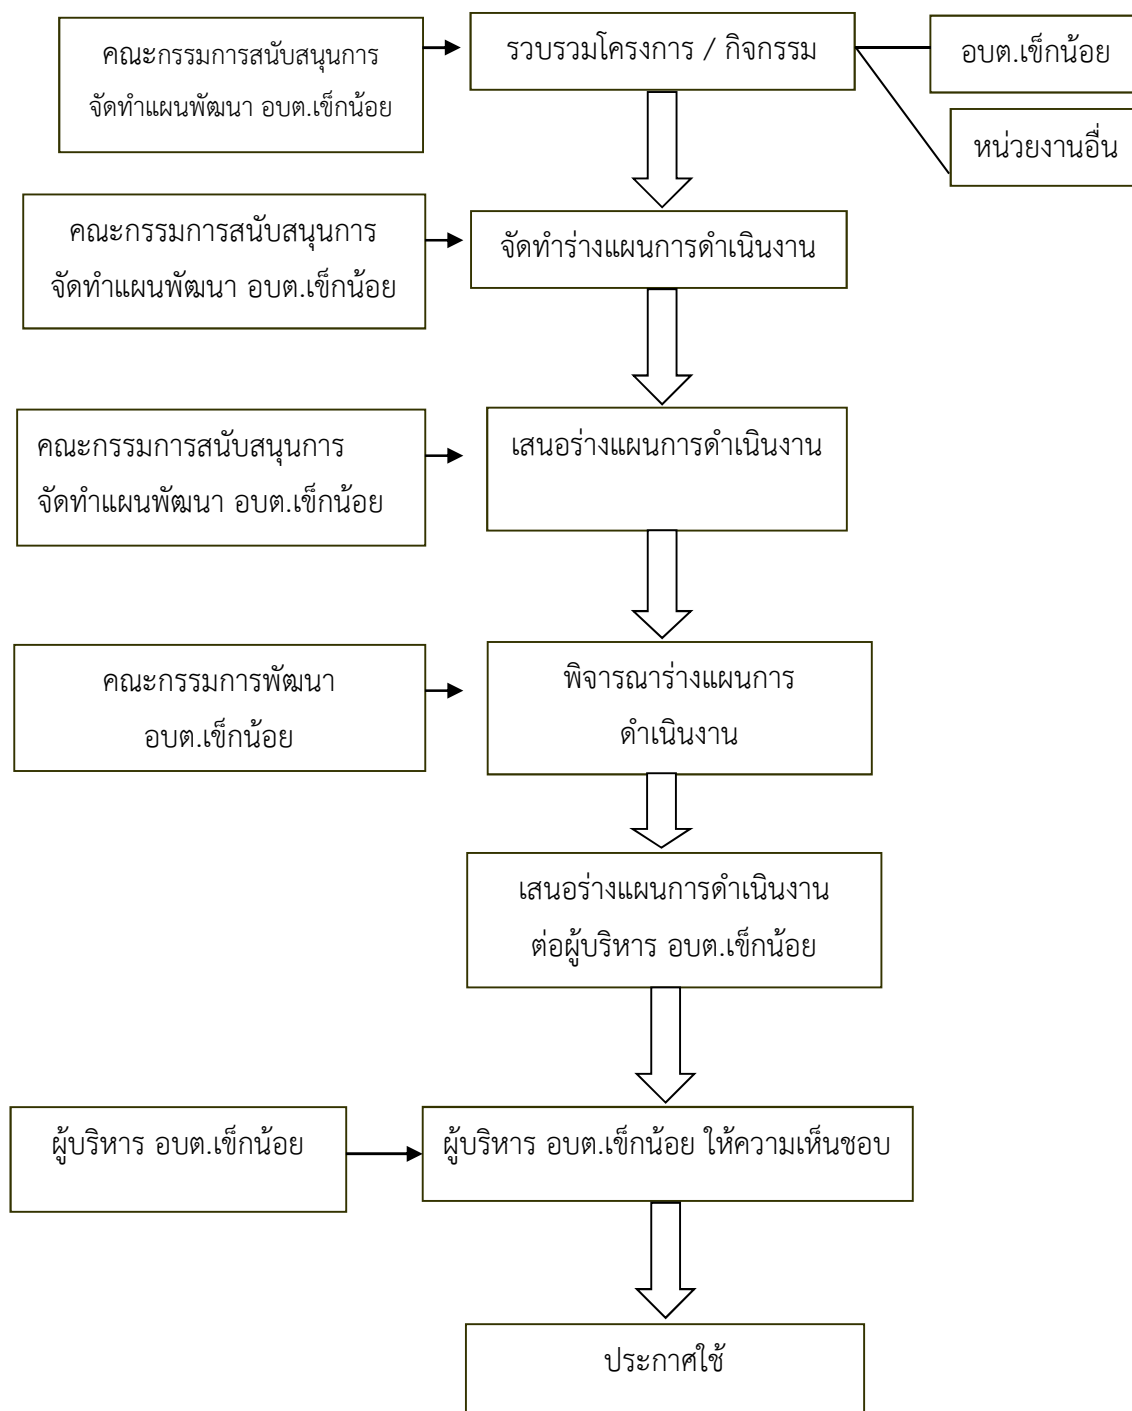 คณะกรรมการสนับสนุนการ
จัดทำแผนพัฒนา อบต.เข็กน้อย
รวบรวมโครงการ / กิจกรรม
อบต.เข็กน้อย
หน่วยงานอื่น
คณะกรรมการสนับสนุนการ
จัดทำแผนพัฒนา อบต.เข็กน้อย
จัดทำร่างแผนการดำเนินงาน
คณะกรรมการสนับสนุนการ
จัดทำแผนพัฒนา อบต.เข็กน้อย
เสนอร่างแผนการดำเนินงาน
คณะกรรมการพัฒนา
อบต.เข็กน้อย
พิจารณาร่างแผนการ
ดำเนินงาน
เสนอร่างแผนการดำเนินงาน
ต่อผู้บริหาร อบต.เข็กน้อย
ผู้บริหาร อบต.เข็กน้อย
ผู้บริหาร อบต.เข็กน้อย ให้ความเห็นชอบ
ประกาศใช้